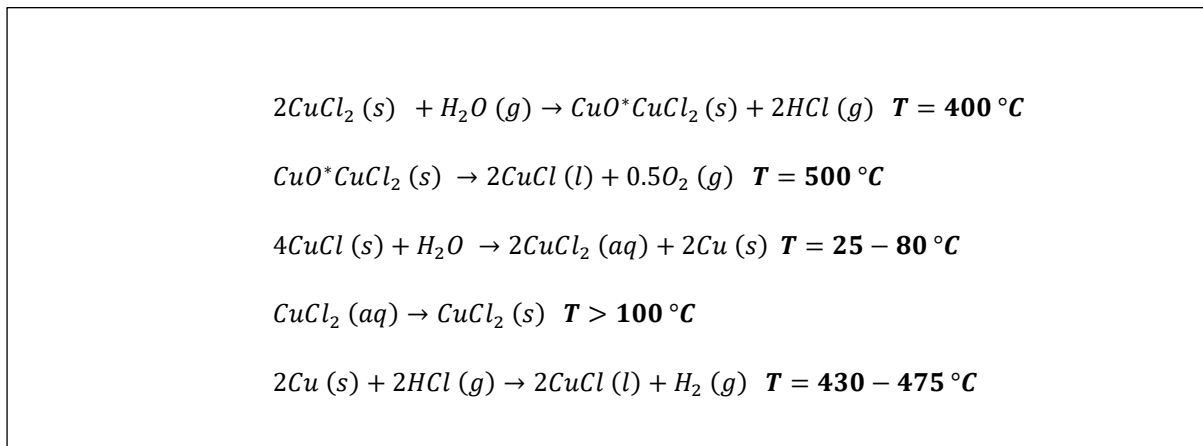 2CuCl₂ (s) + H₂O (g) → CuO*CuCl₂ (s) + 2HCl (g) T = 400 °C
CuO*CuCl₂ (s) → 2CuCl (l) + 0.5O₂ (g) T = 500 °C
4CuCl (s) + H₂O → 2CuCl₂ (aq) + 2Cu (s) T = 25 − 80 °C
CuCl₂ (aq) → CuCl₂ (s) T > 100 °C
2Cu (s) + 2HCl (g) → 2CuCl (l) + H₂ (g) T = 430 − 475 °C